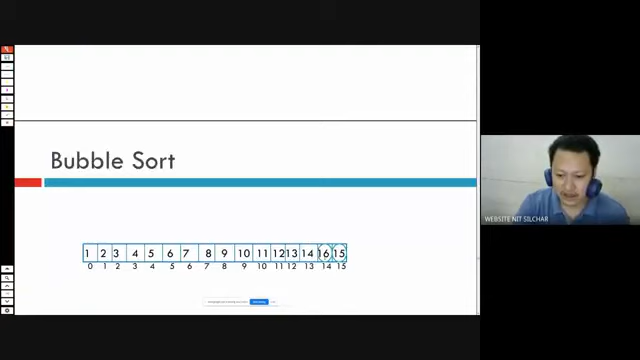 Bubble Sort
1 2 3 4 5 6 7 8 9 10 11 12 13 14 16 15
0 1 2 3 4 5 6 7 8 9 10 11 12 13 14 15
WEBSITE NIT SILCHAR